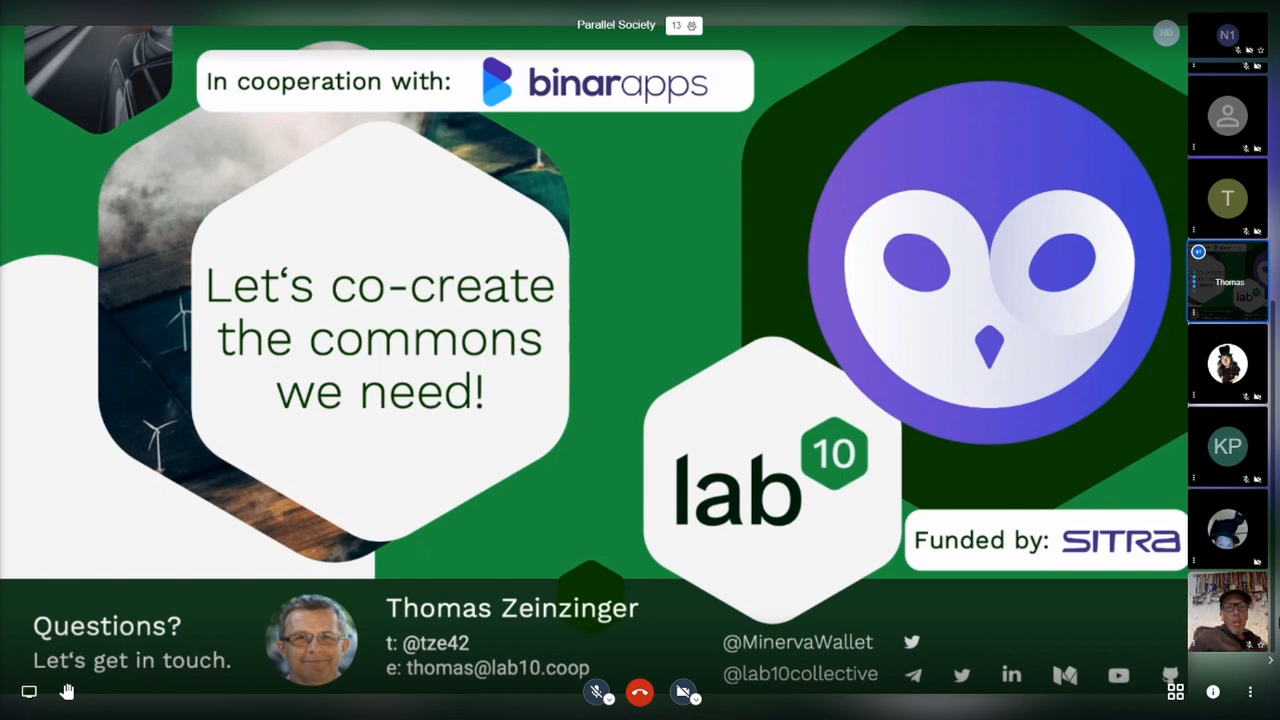 Parallel Society 13
HD
N1
In cooperation with: binarapps
T
Thomas
Let‘s co-create
the commons
we need!
KP
lab 10
Funded by: SITRA
Questions?
Let‘s get in touch.
Thomas Zeinzinger
t: @tze42
e: thomas@lab10.coop
@MinervaWallet
@lab10collective